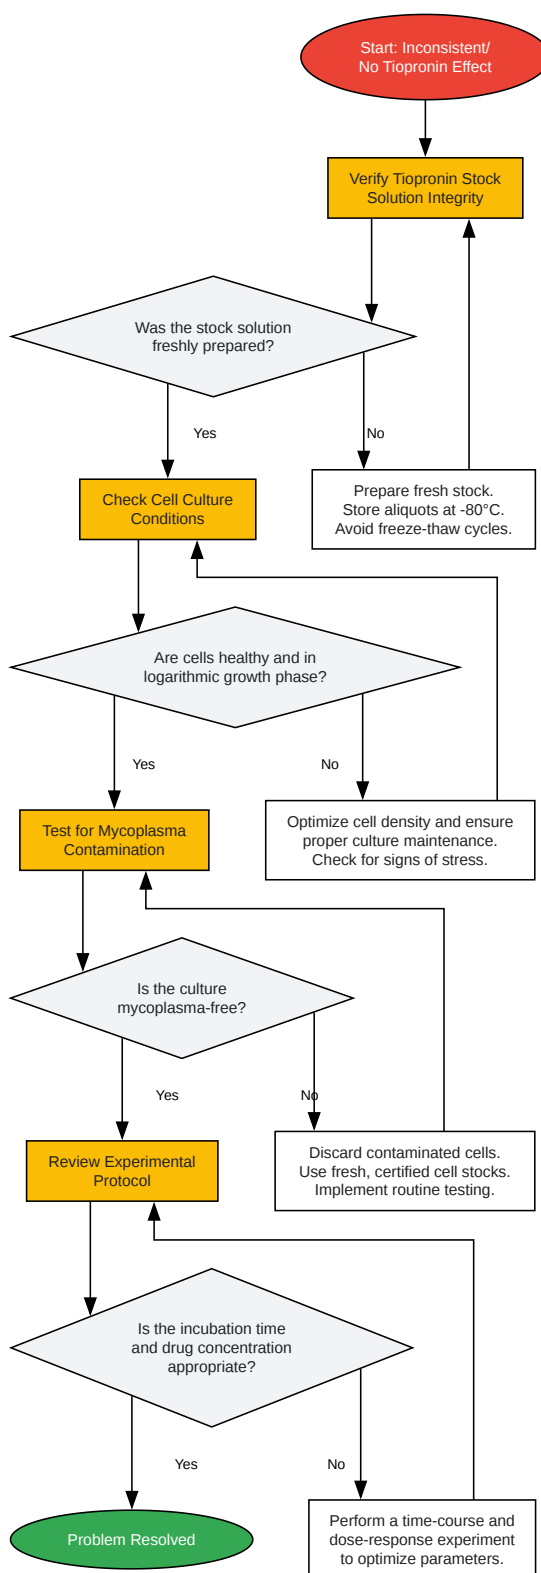 Start: Inconsistent/
No Tiopronin Effect
Verify Tiopronin Stock
Solution Integrity
Was the stock solution
freshly prepared?
Yes
No
Check Cell Culture
Conditions
Prepare fresh stock.
Store aliquots at -80°C.
Avoid freeze-thaw cycles.
Are cells healthy and in
logarithmic growth phase?
Yes
No
Test for Mycoplasma
Contamination
Optimize cell density and ensure
proper culture maintenance.
Check for signs of stress.
Is the culture
mycoplasma-free?
Yes
No
Review Experimental
Protocol
Discard contaminated cells.
Use fresh, certified cell stocks.
Implement routine testing.
Is the incubation time
and drug concentration
appropriate?
Yes
No
Problem Resolved
Perform a time-course and
dose-response experiment
to optimize parameters.